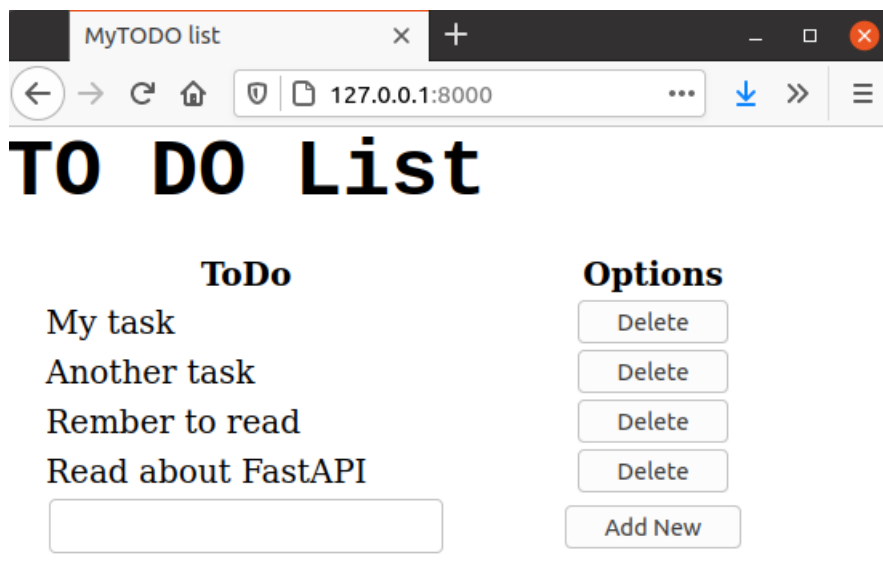 MyTODO list
127.0.0.1:8000
TO DO List
ToDo Options
My task Delete
Another task Delete
Rember to read Delete
Read about FastAPI Delete
Add New